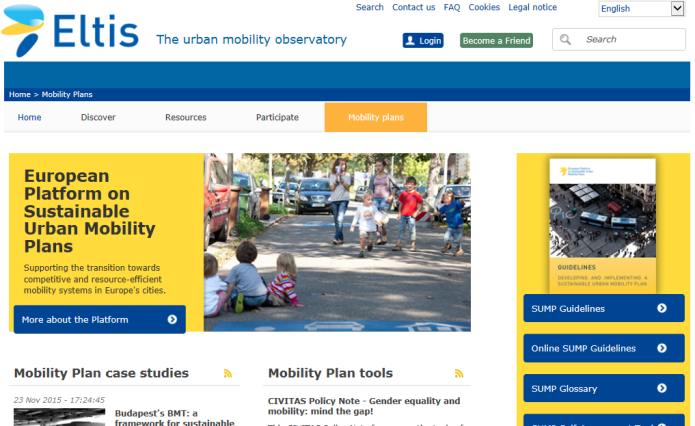 Search Contact us FAQ Cookies Legal notice English
Eltis The urban mobility observatory
Login Become a Friend Search
Home > Mobility Plans
Home Discover Resources Participate Mobility plans
European
Platform on
Sustainable
Urban Mobility
Plans
Supporting the transition towards
competitive and resource-efficient
mobility systems in Europe's cities.
More about the Platform
GUIDELINES
DEVELOPING AND IMPLEMENTING A
SUSTAINABLE URBAN MOBILITY PLAN
SUMP Guidelines
Online SUMP Guidelines
SUMP Glossary
Mobility Plan case studies
23 Nov 2015 - 17:24:45
Budapest's BMT: a
framework for sustainable
Mobility Plan tools
CIVITAS Policy Note - Gender equality and
mobility: mind the gap!